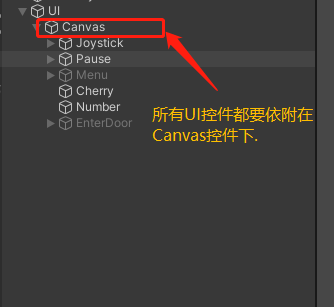 UI
Canvas
Joystick
Pause
Menu
Cherry
Number
EnterDoor
所有UI控件都要依附在
Canvas控件下.